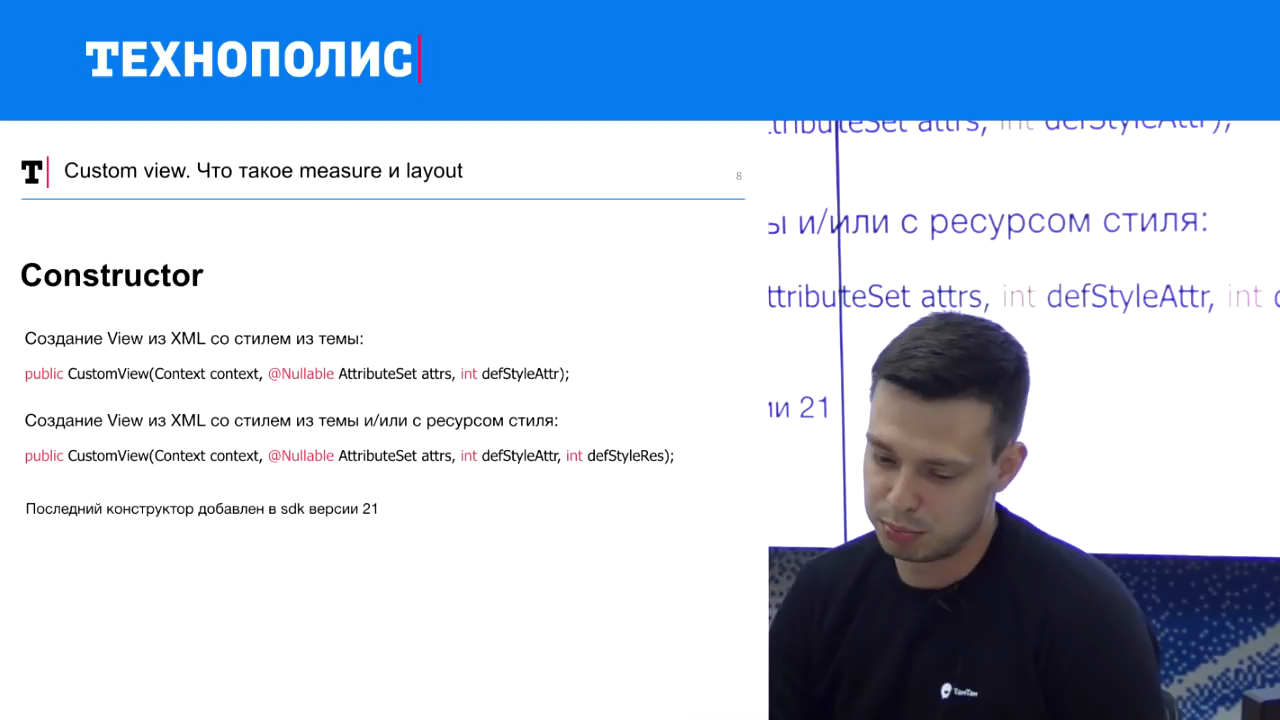 ТЕХНОПОЛИС
Т Custom view. Что такое measure и layout
8
Constructor
Создание View из XML со стилем из темы:
public CustomView(Context context, @Nullable AttributeSet attrs, int defStyleAttr);
Создание View из XML со стилем из темы и/или с ресурсом стиля:
public CustomView(Context context, @Nullable AttributeSet attrs, int defStyleAttr, int defStyleRes);
Последний конструктор добавлен в sdk версии 21
attrs, int defStyleAttr);
и/или с ресурсом стиля:
attrs, int defStyleAttr, int
21
ТамТам